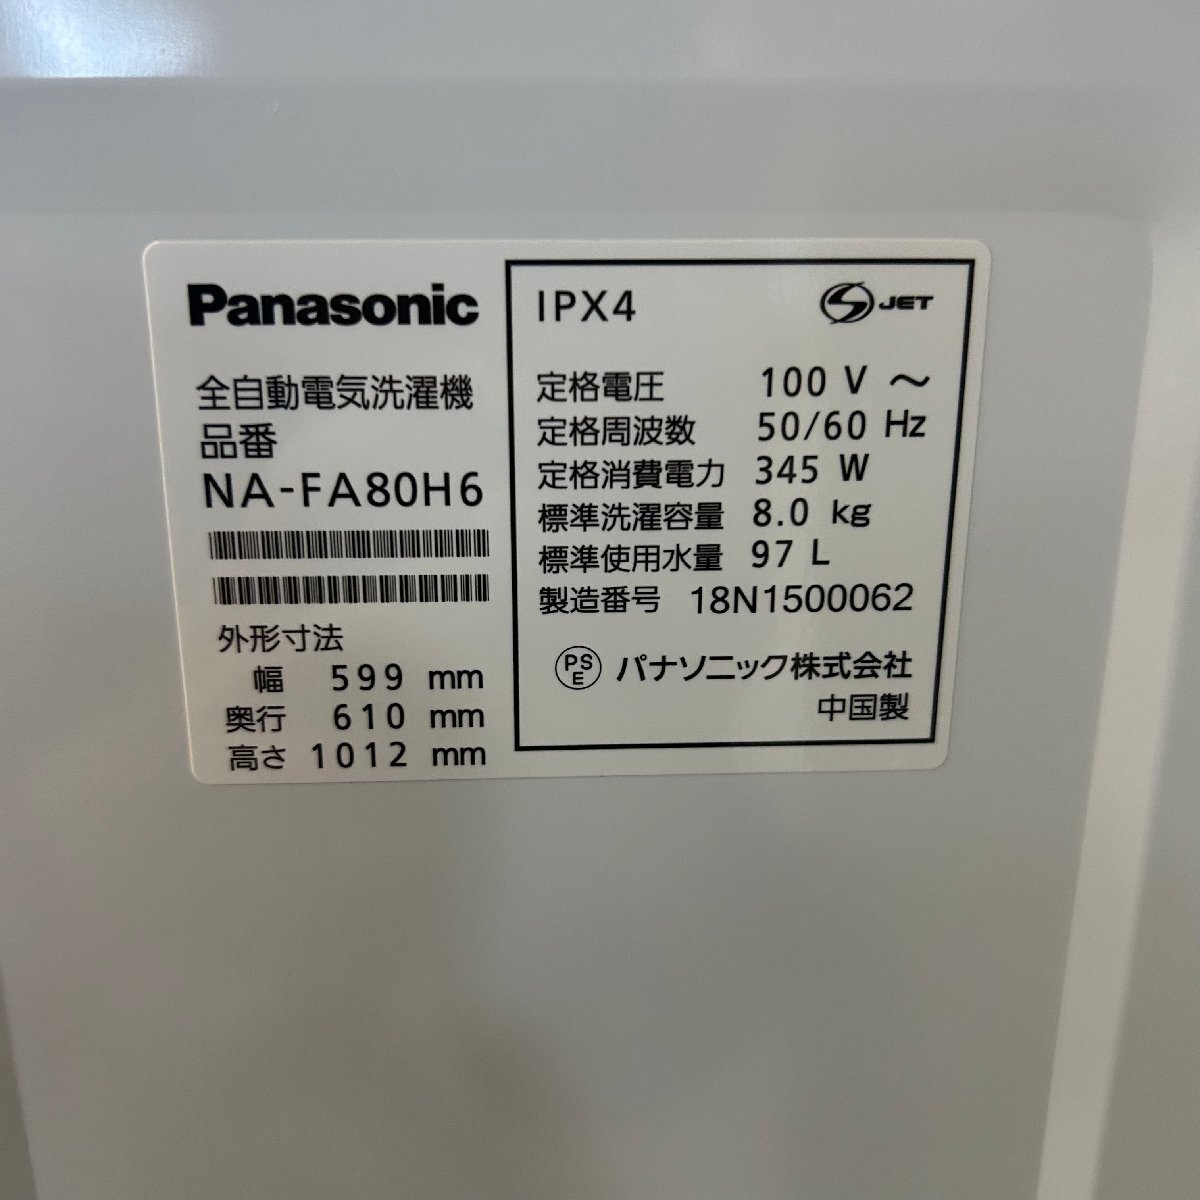 Panasonic
全自動電気洗濯機
品番
NA-FA80H6
外形寸法
幅 599 mm
奥行 610 mm
高さ 1012 mm
IPX4
S JET
定格電圧 100 V ～
定格周波数 50/60 Hz
定格消費電力 345 W
標準洗濯容量 8.0 kg
標準使用水量 97 L
製造番号 18N1500062
PSE パナソニック株式会社
中国製